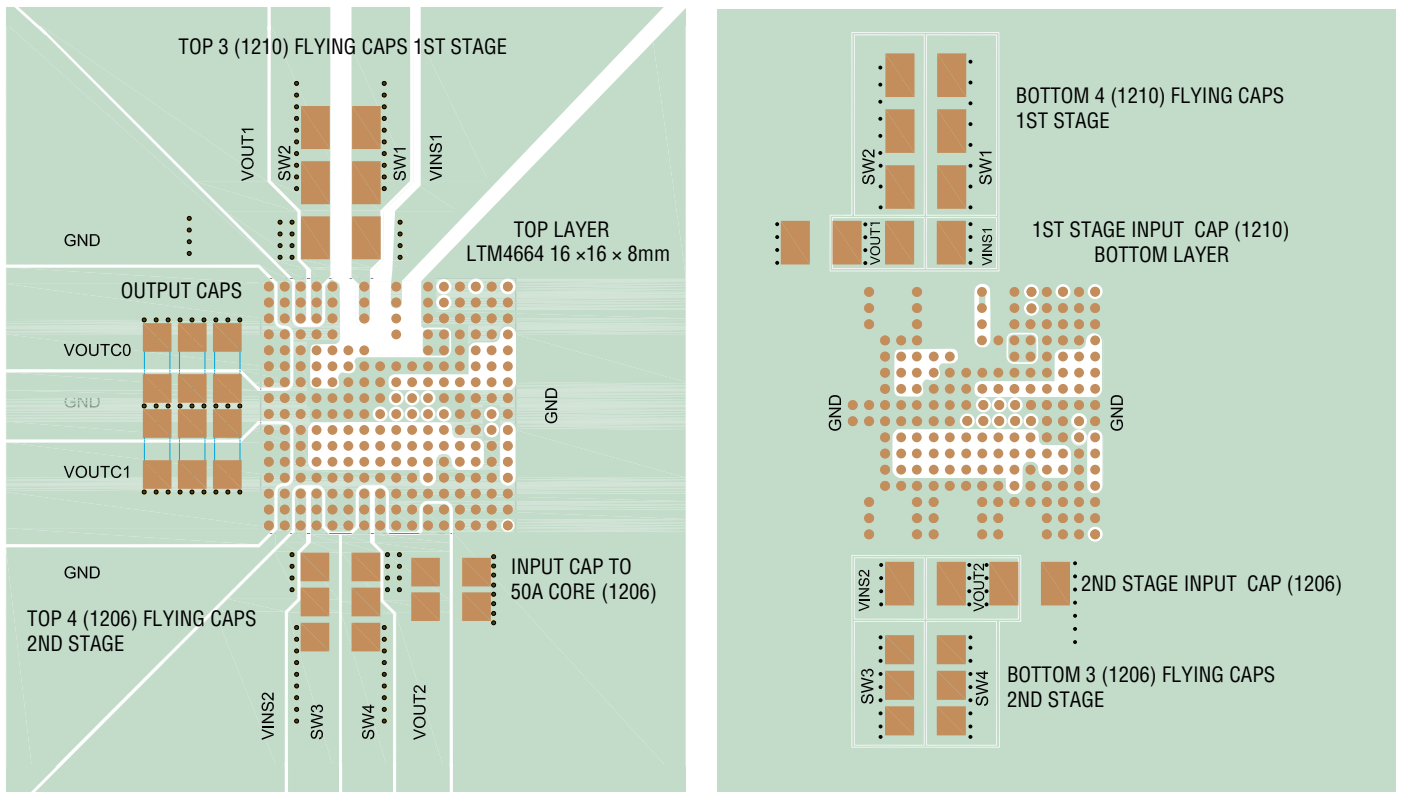 TOP 3 (1210) FLYING CAPS 1ST STAGE
VOUT1
SW2
SW1
VINS1
GND
TOP LAYER
LTM4664 16 ×16 × 8mm
OUTPUT CAPS
VOUTC0
GND
VOUTC1
GND
GND
INPUT CAP TO
50A CORE (1206)
TOP 4 (1206) FLYING CAPS
2ND STAGE
VINS2
SW3
SW4
VOUT2
BOTTOM 4 (1210) FLYING CAPS
1ST STAGE
SW2
SW1
VOUT1
VINS1
1ST STAGE INPUT CAP (1210)
BOTTOM LAYER
GND
GND
VINS2
VOUT2
2ND STAGE INPUT CAP (1206)
SW3
SW4
BOTTOM 3 (1206) FLYING CAPS
2ND STAGE